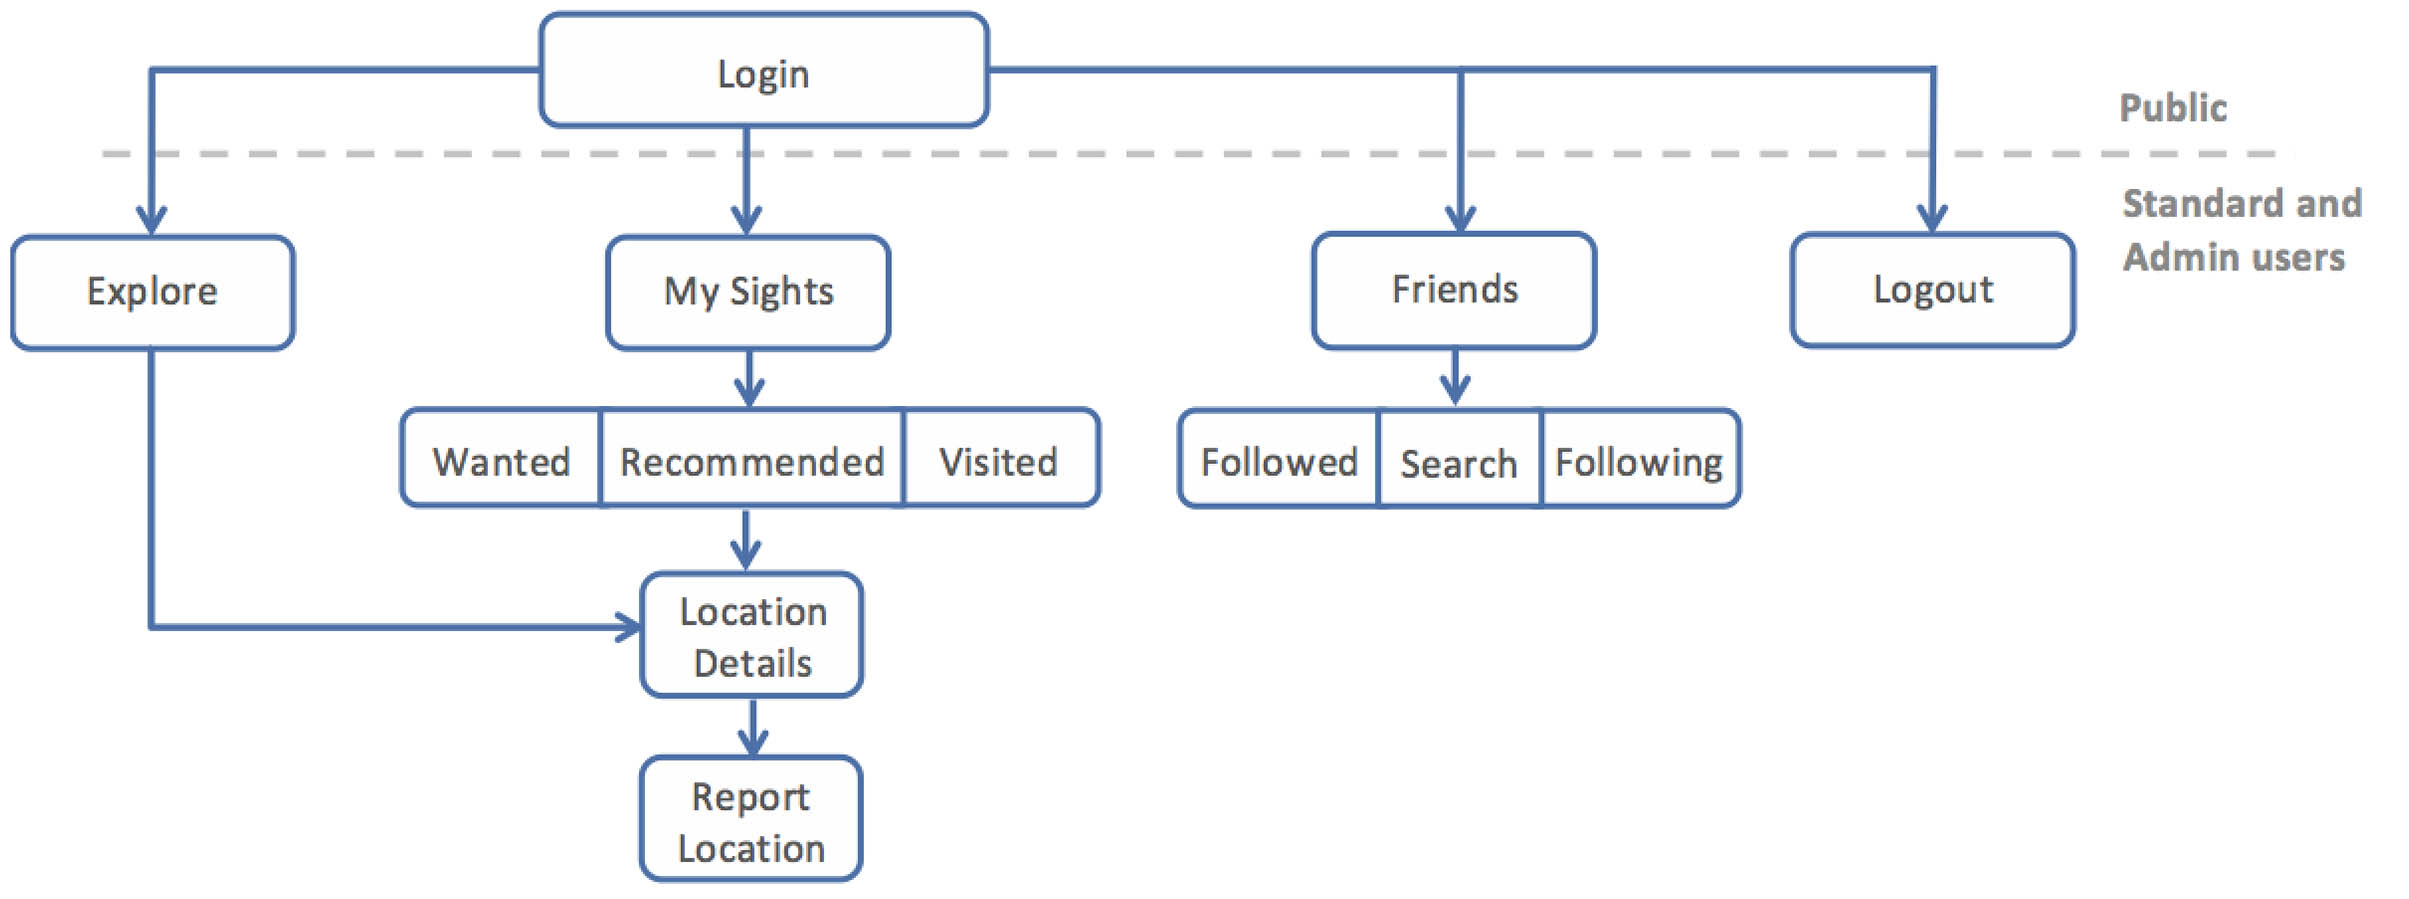 Login
Public
Standard and
Admin users
Explore
My Sights
Friends
Logout
Wanted
Recommended
Visited
Followed
Search
Following
Location
Details
Report
Location